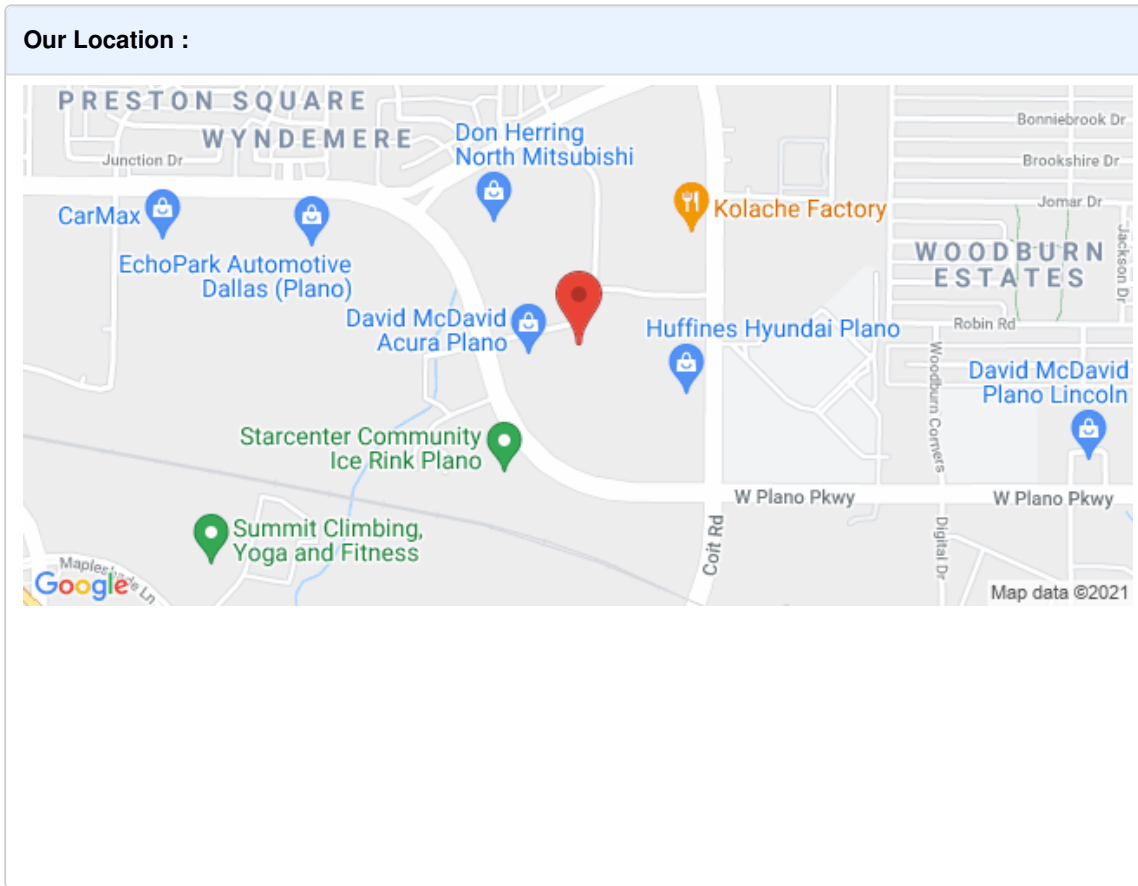 Our Location :
PRESTON SQUARE
WYNDEMERE
Junction Dr
Don Herring
North Mitsubishi
Bonniebrook Dr
Brookshire Dr
Jomar Dr
CarMax
Kolache Factory
EchoPark Automotive
Dallas (Plano)
WOODBURN
ESTATES
Jackson Dr
David McDavid
Acura Plano
Huffines Hyundai Plano
Robin Rd
Woodburn Corners
David McDavid
Plano Lincoln
Starcenter Community
Ice Rink Plano
W Plano Pkwy
W Plano Pkwy
Summit Climbing,
Yoga and Fitness
Coit Rd
Digital Dr
Mapleshade Ln
Google
Map data ©2021